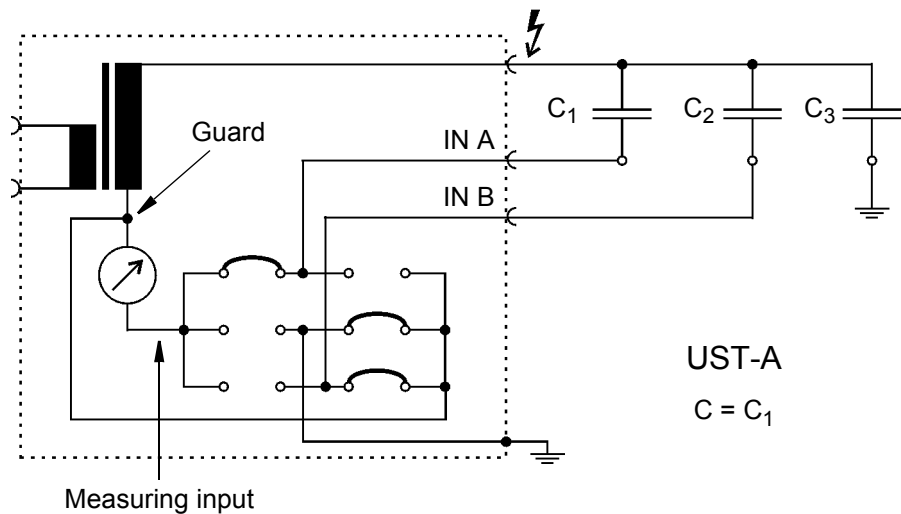 Guard
C₁
C₂
C₃
IN A
IN B
UST-A
C = C₁
Measuring input